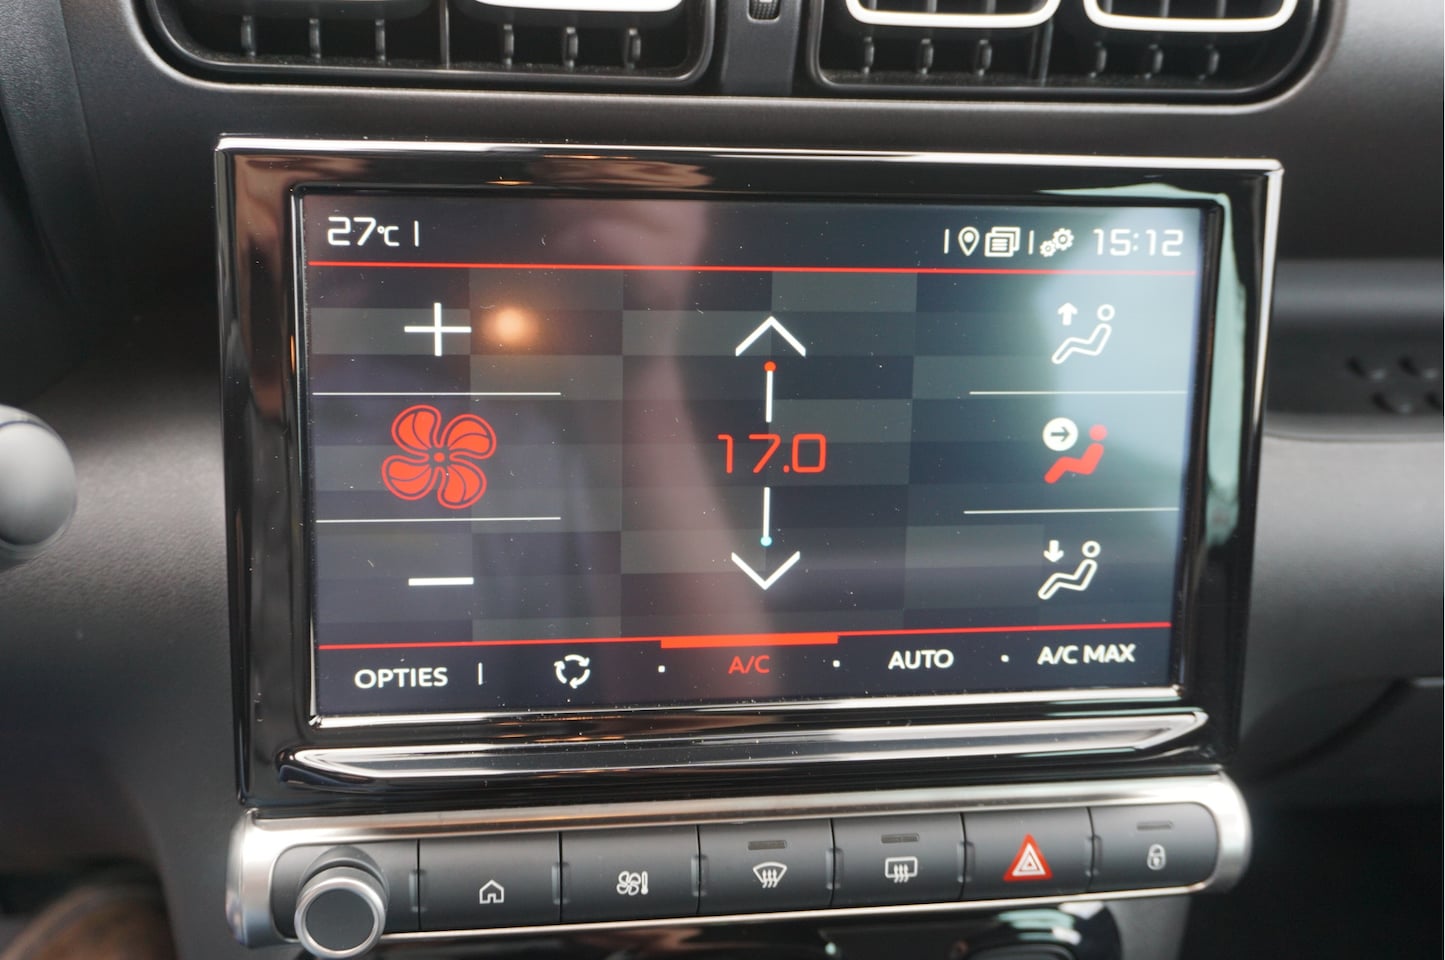 27°C
15:12
17.0
OPTIES
A/C
AUTO
A/C MAX